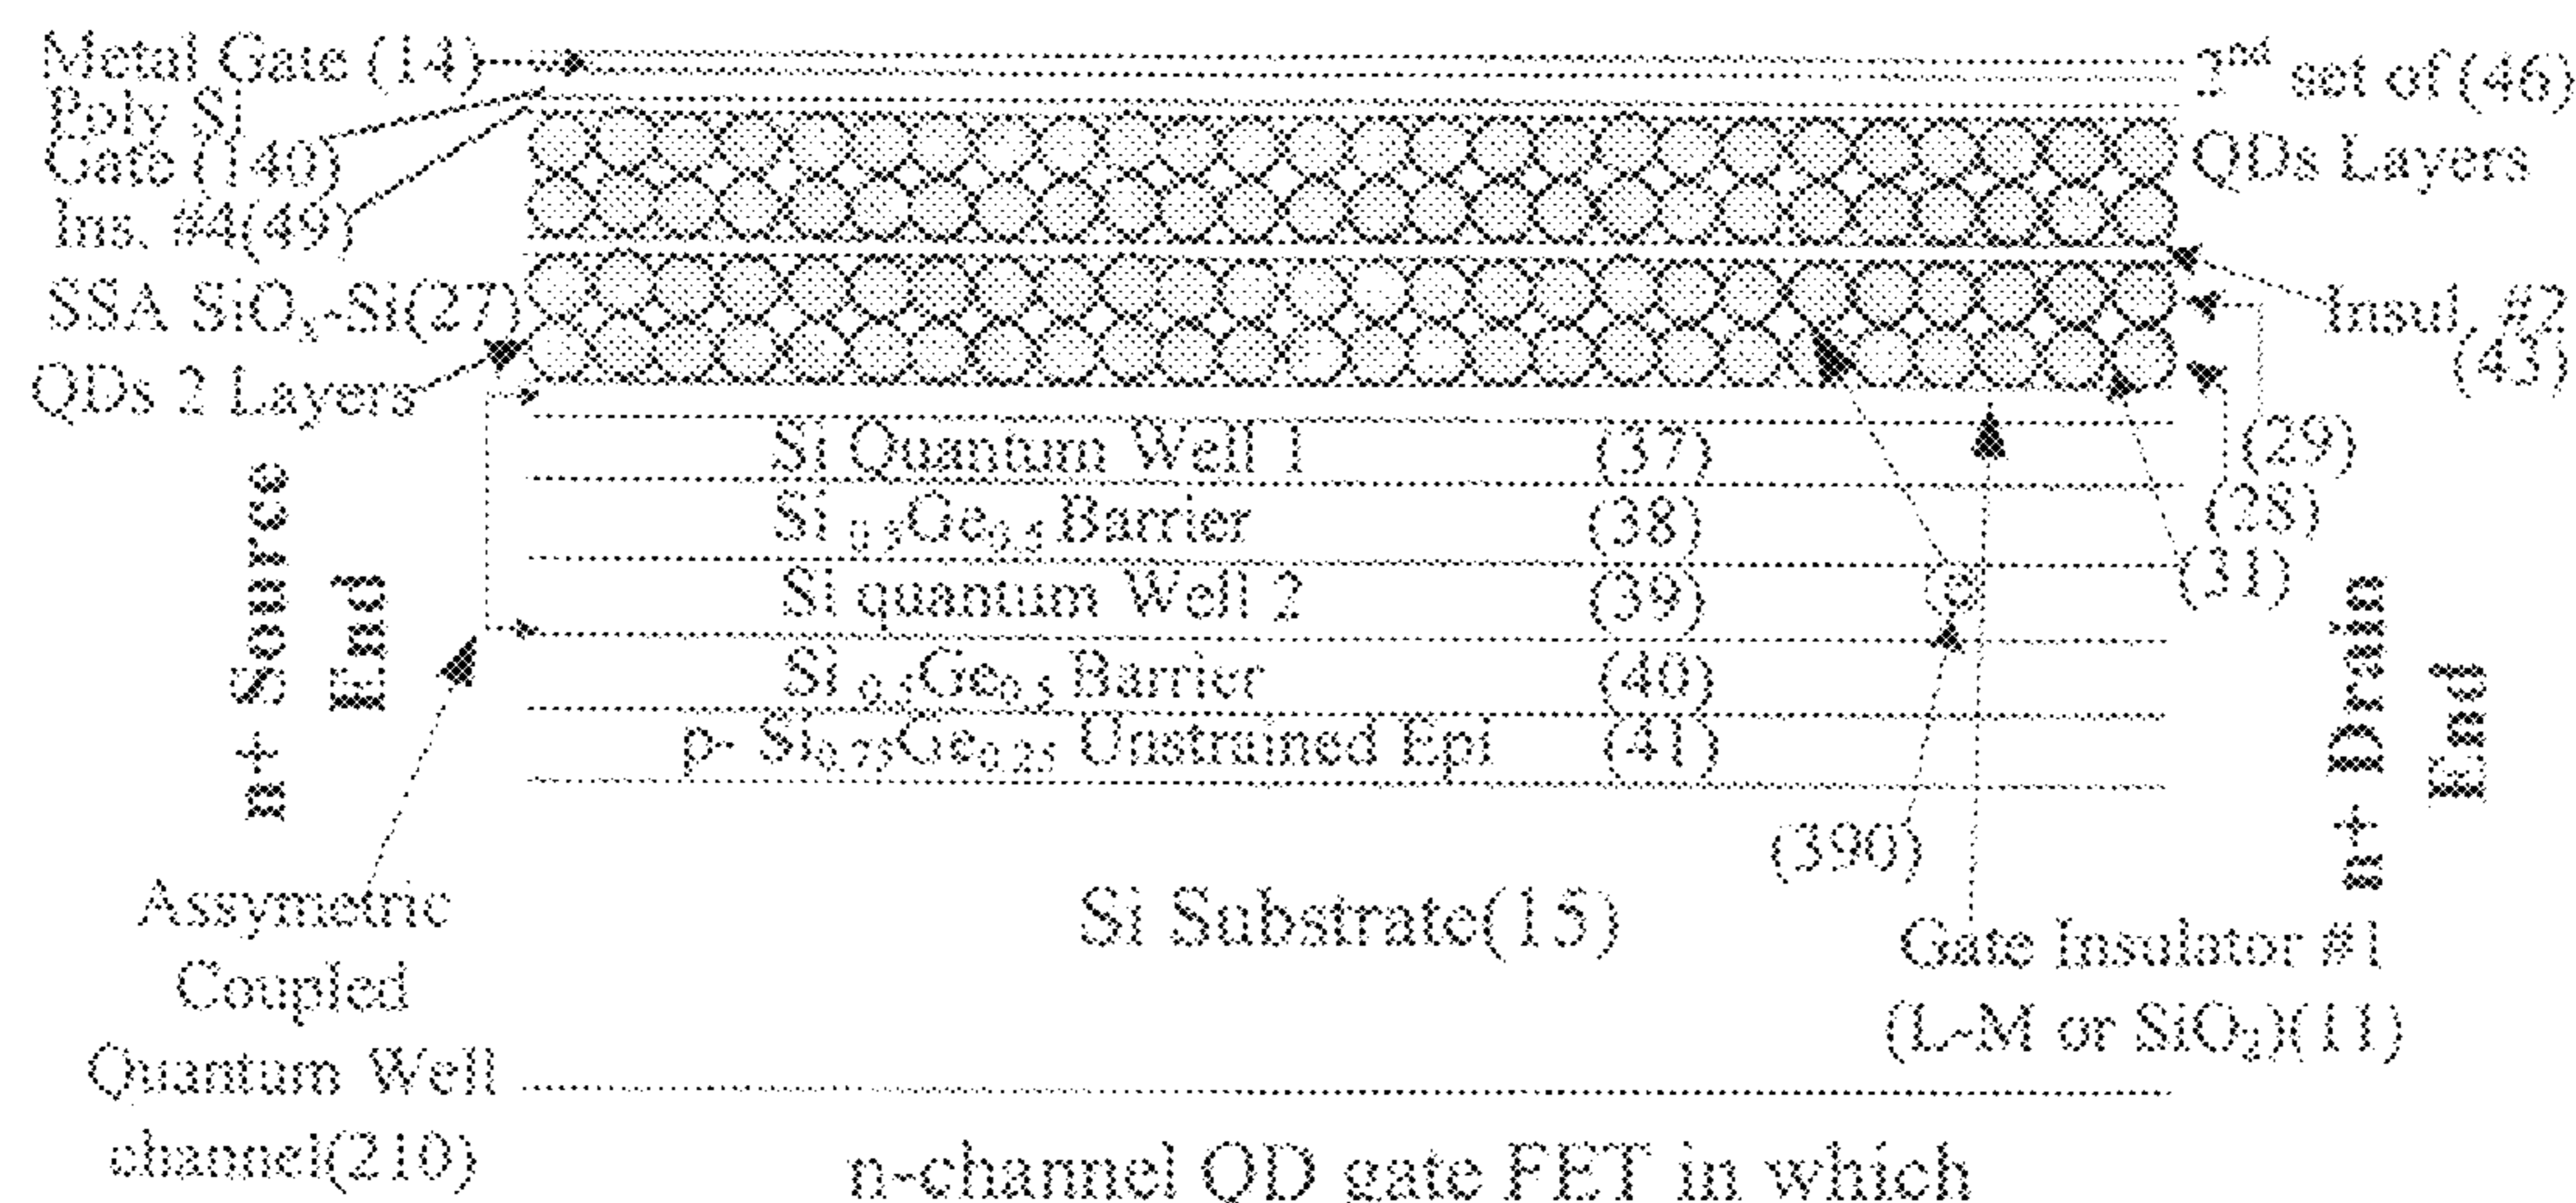 Metal Gate (14)
Poly Si
Gate (140)
Ins. #4(49)
SSA SiOx-Si(27)
QDs 2 Layers
2nd set of (46)
QDs Layers
Insul. #2
(43)
(29)
(28)
(31)
Si Quantum Well 1 (37)
Si Barrier (38)
Si quantum Well 2 (39)
Si 0.5Ge0.5 Barrier (40)
p- Si0.75Ge0.25 Unstrained Epi (41)
n+ Source
End
n+ Drain
End
(390)
Si Substrate(15)
Assymetric
Coupled
Quantum Well
channel(210)
Gate Insulator #1
(L-M or SiO2)(11)
n-channel QD gate FET in which